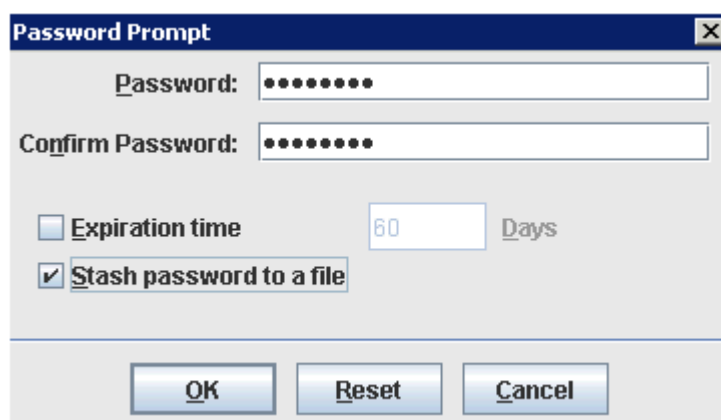 Password Prompt
Password: ••••••••
Confirm Password: ••••••••
Expiration time 60 Days
Stash password to a file
OK Reset Cancel